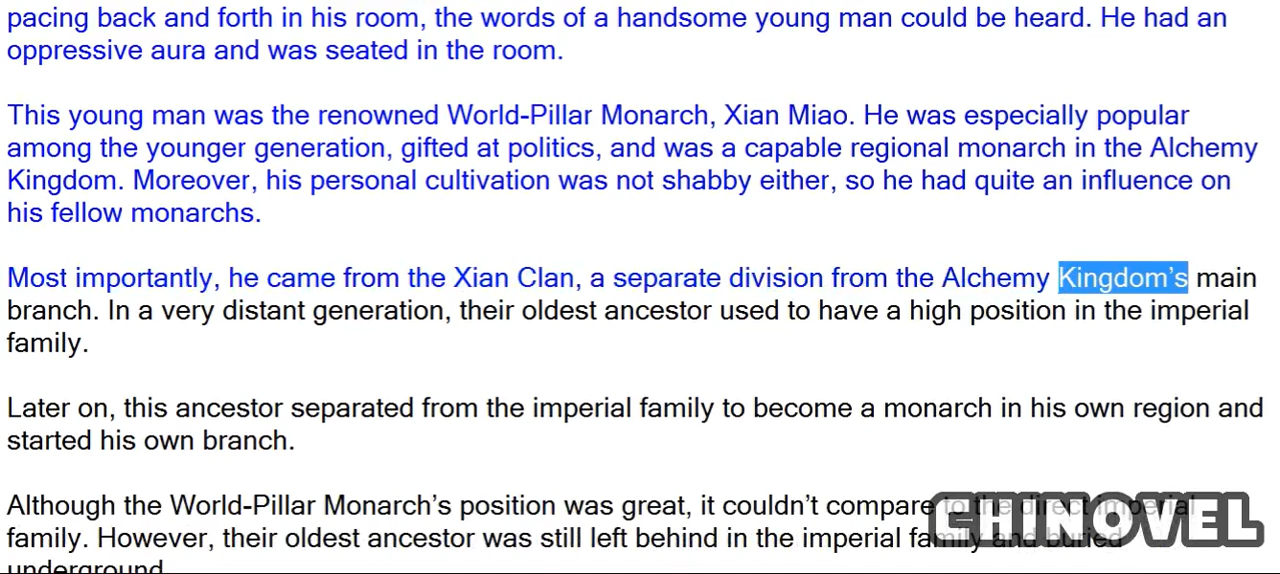 pacing back and forth in his room, the words of a handsome young man could be heard. He had an
oppressive aura and was seated in the room.
This young man was the renowned World-Pillar Monarch, Xian Miao. He was especially popular
among the younger generation, gifted at politics, and was a capable regional monarch in the Alchemy
Kingdom. Moreover, his personal cultivation was not shabby either, so he had quite an influence on
his fellow monarchs.
Most importantly, he came from the Xian Clan, a separate division from the Alchemy Kingdom’s main
branch. In a very distant generation, their oldest ancestor used to have a high position in the imperial
family.
Later on, this ancestor separated from the imperial family to become a monarch in his own region and
started his own branch.
Although the World-Pillar Monarch’s position was great, it couldn’t compare to the direct imperial
family. However, their oldest ancestor was still left behind in the imperial family and buried
underground.
CHINOVEL